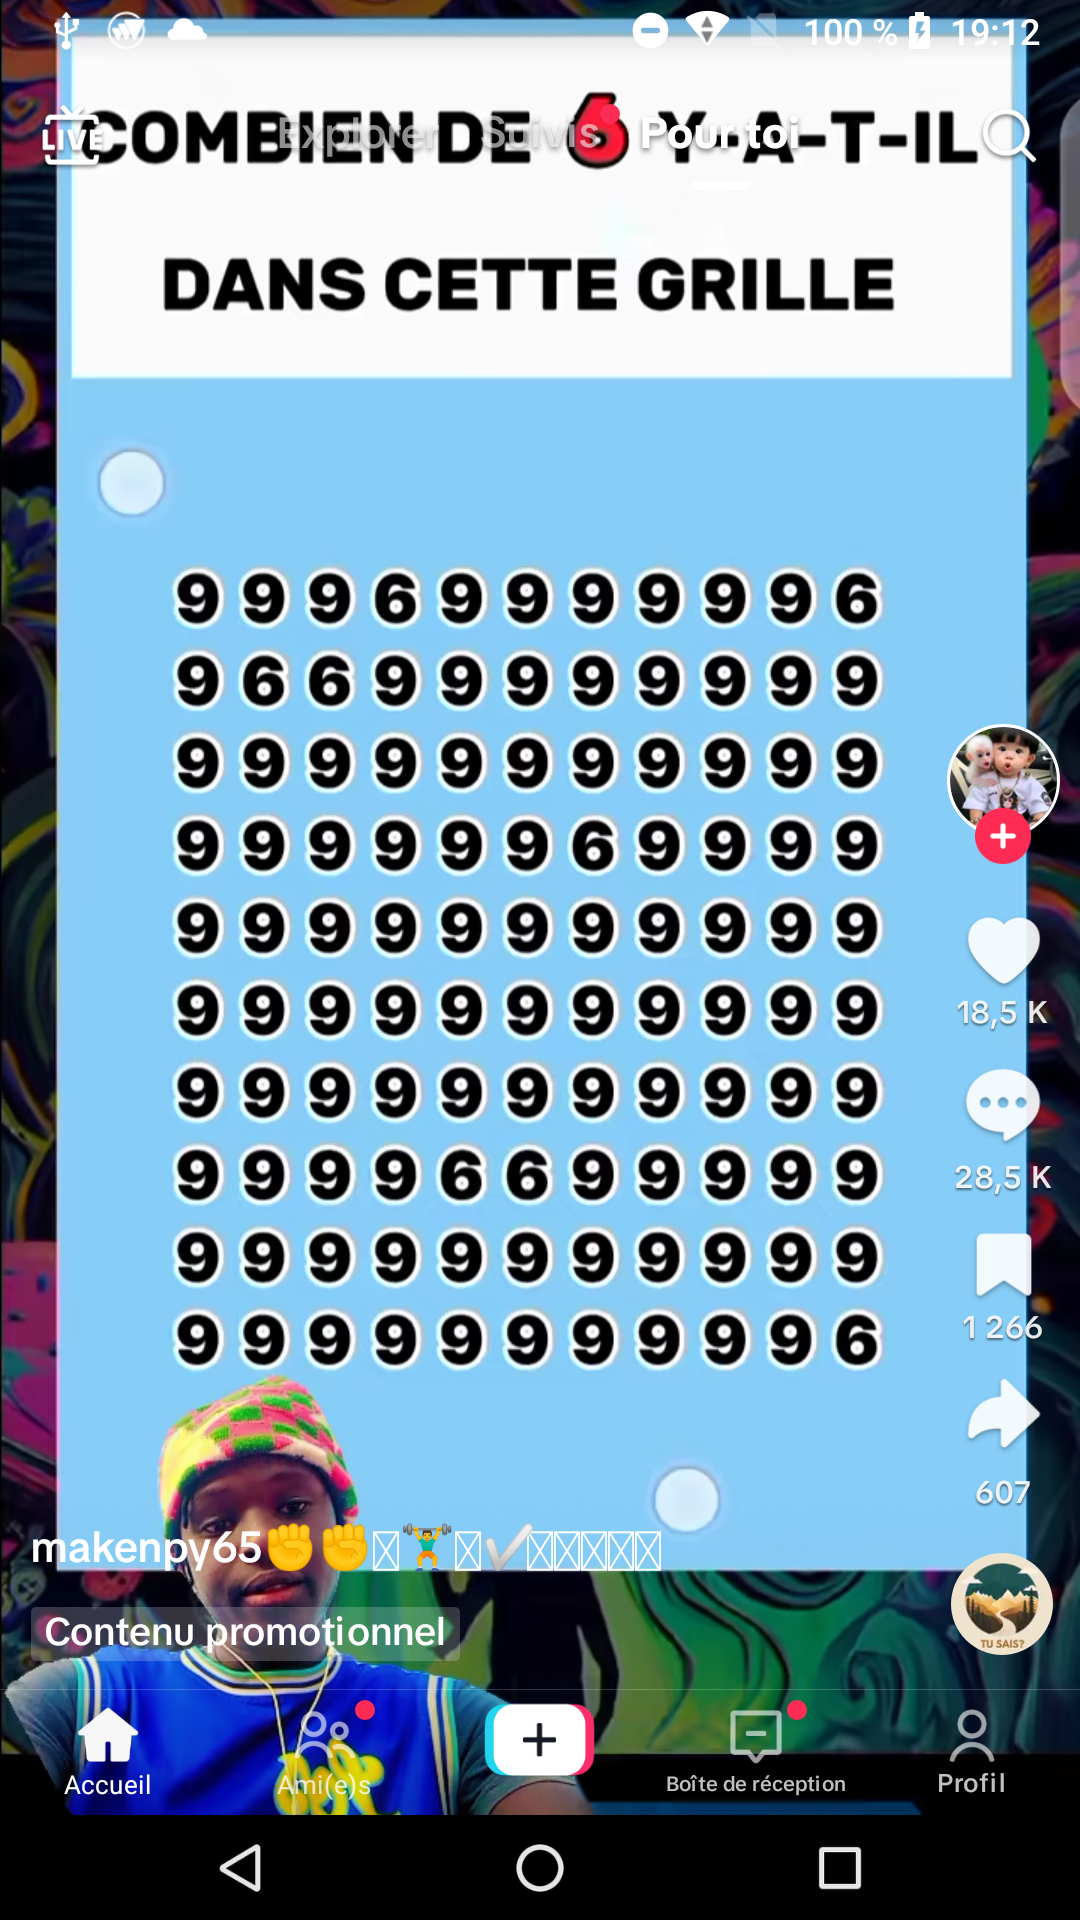 100 % 19:12
LIVE Explorer Suivis Pour toi
COMBIEN DE 6 Y-A-T-IL
DANS CETTE GRILLE
9 9 9 6 9 9 9 9 9 9 6
9 6 6 9 9 9 9 9 9 9 9
9 9 9 9 9 9 9 9 9 9 9
9 9 9 9 9 9 6 9 9 9 9
9 9 9 9 9 9 9 9 9 9 9
9 9 9 9 9 9 9 9 9 9 9
9 9 9 9 9 9 9 9 9 9 9
9 9 9 9 6 6 9 9 9 9 9
9 9 9 9 9 9 9 9 9 9 9
9 9 9 9 9 9 9 9 9 9 6
18,5 K
28,5 K
1 266
607
makenpy65✊✊🏋️✔️
TU SAIS?
Contenu promotionnel
Accueil Ami(e)s Boîte de réception Profil